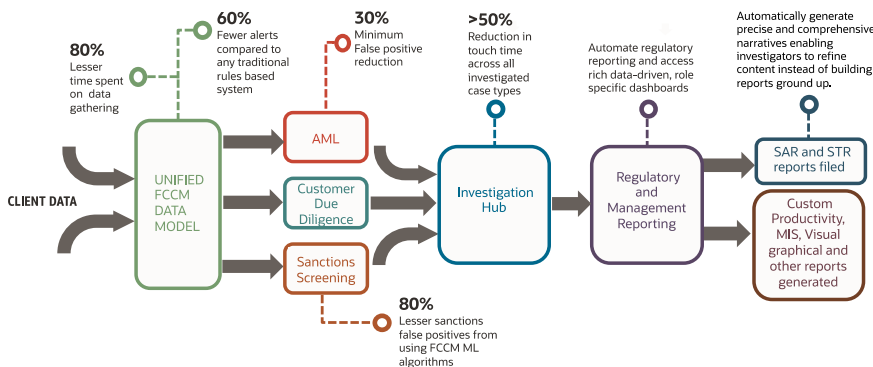 80%
Lesser
time spent
on data
gathering
60%
Fewer alerts
compared to
any traditional
rules based
system
30%
Minimum
False positive
reduction
>50%
Reduction in
touch time
across all
investigated
case types
Automate regulatory
reporting and access
rich data-driven, role
specific dashboards
Automatically generate
precise and comprehensive
narratives enabling
investigators to refine
content instead of building
reports ground up.
CLIENT DATA
UNIFIED
FCCM
DATA
MODEL
AML
Customer
Due
Diligence
Sanctions
Screening
80%
Lesser sanctions
false positives from
using FCCM ML
algorithms
Investigation
Hub
Regulatory
and
Management
Reporting
SAR and STR
reports filed
Custom
Productivity,
MIS, Visual
graphical and
other reports
generated